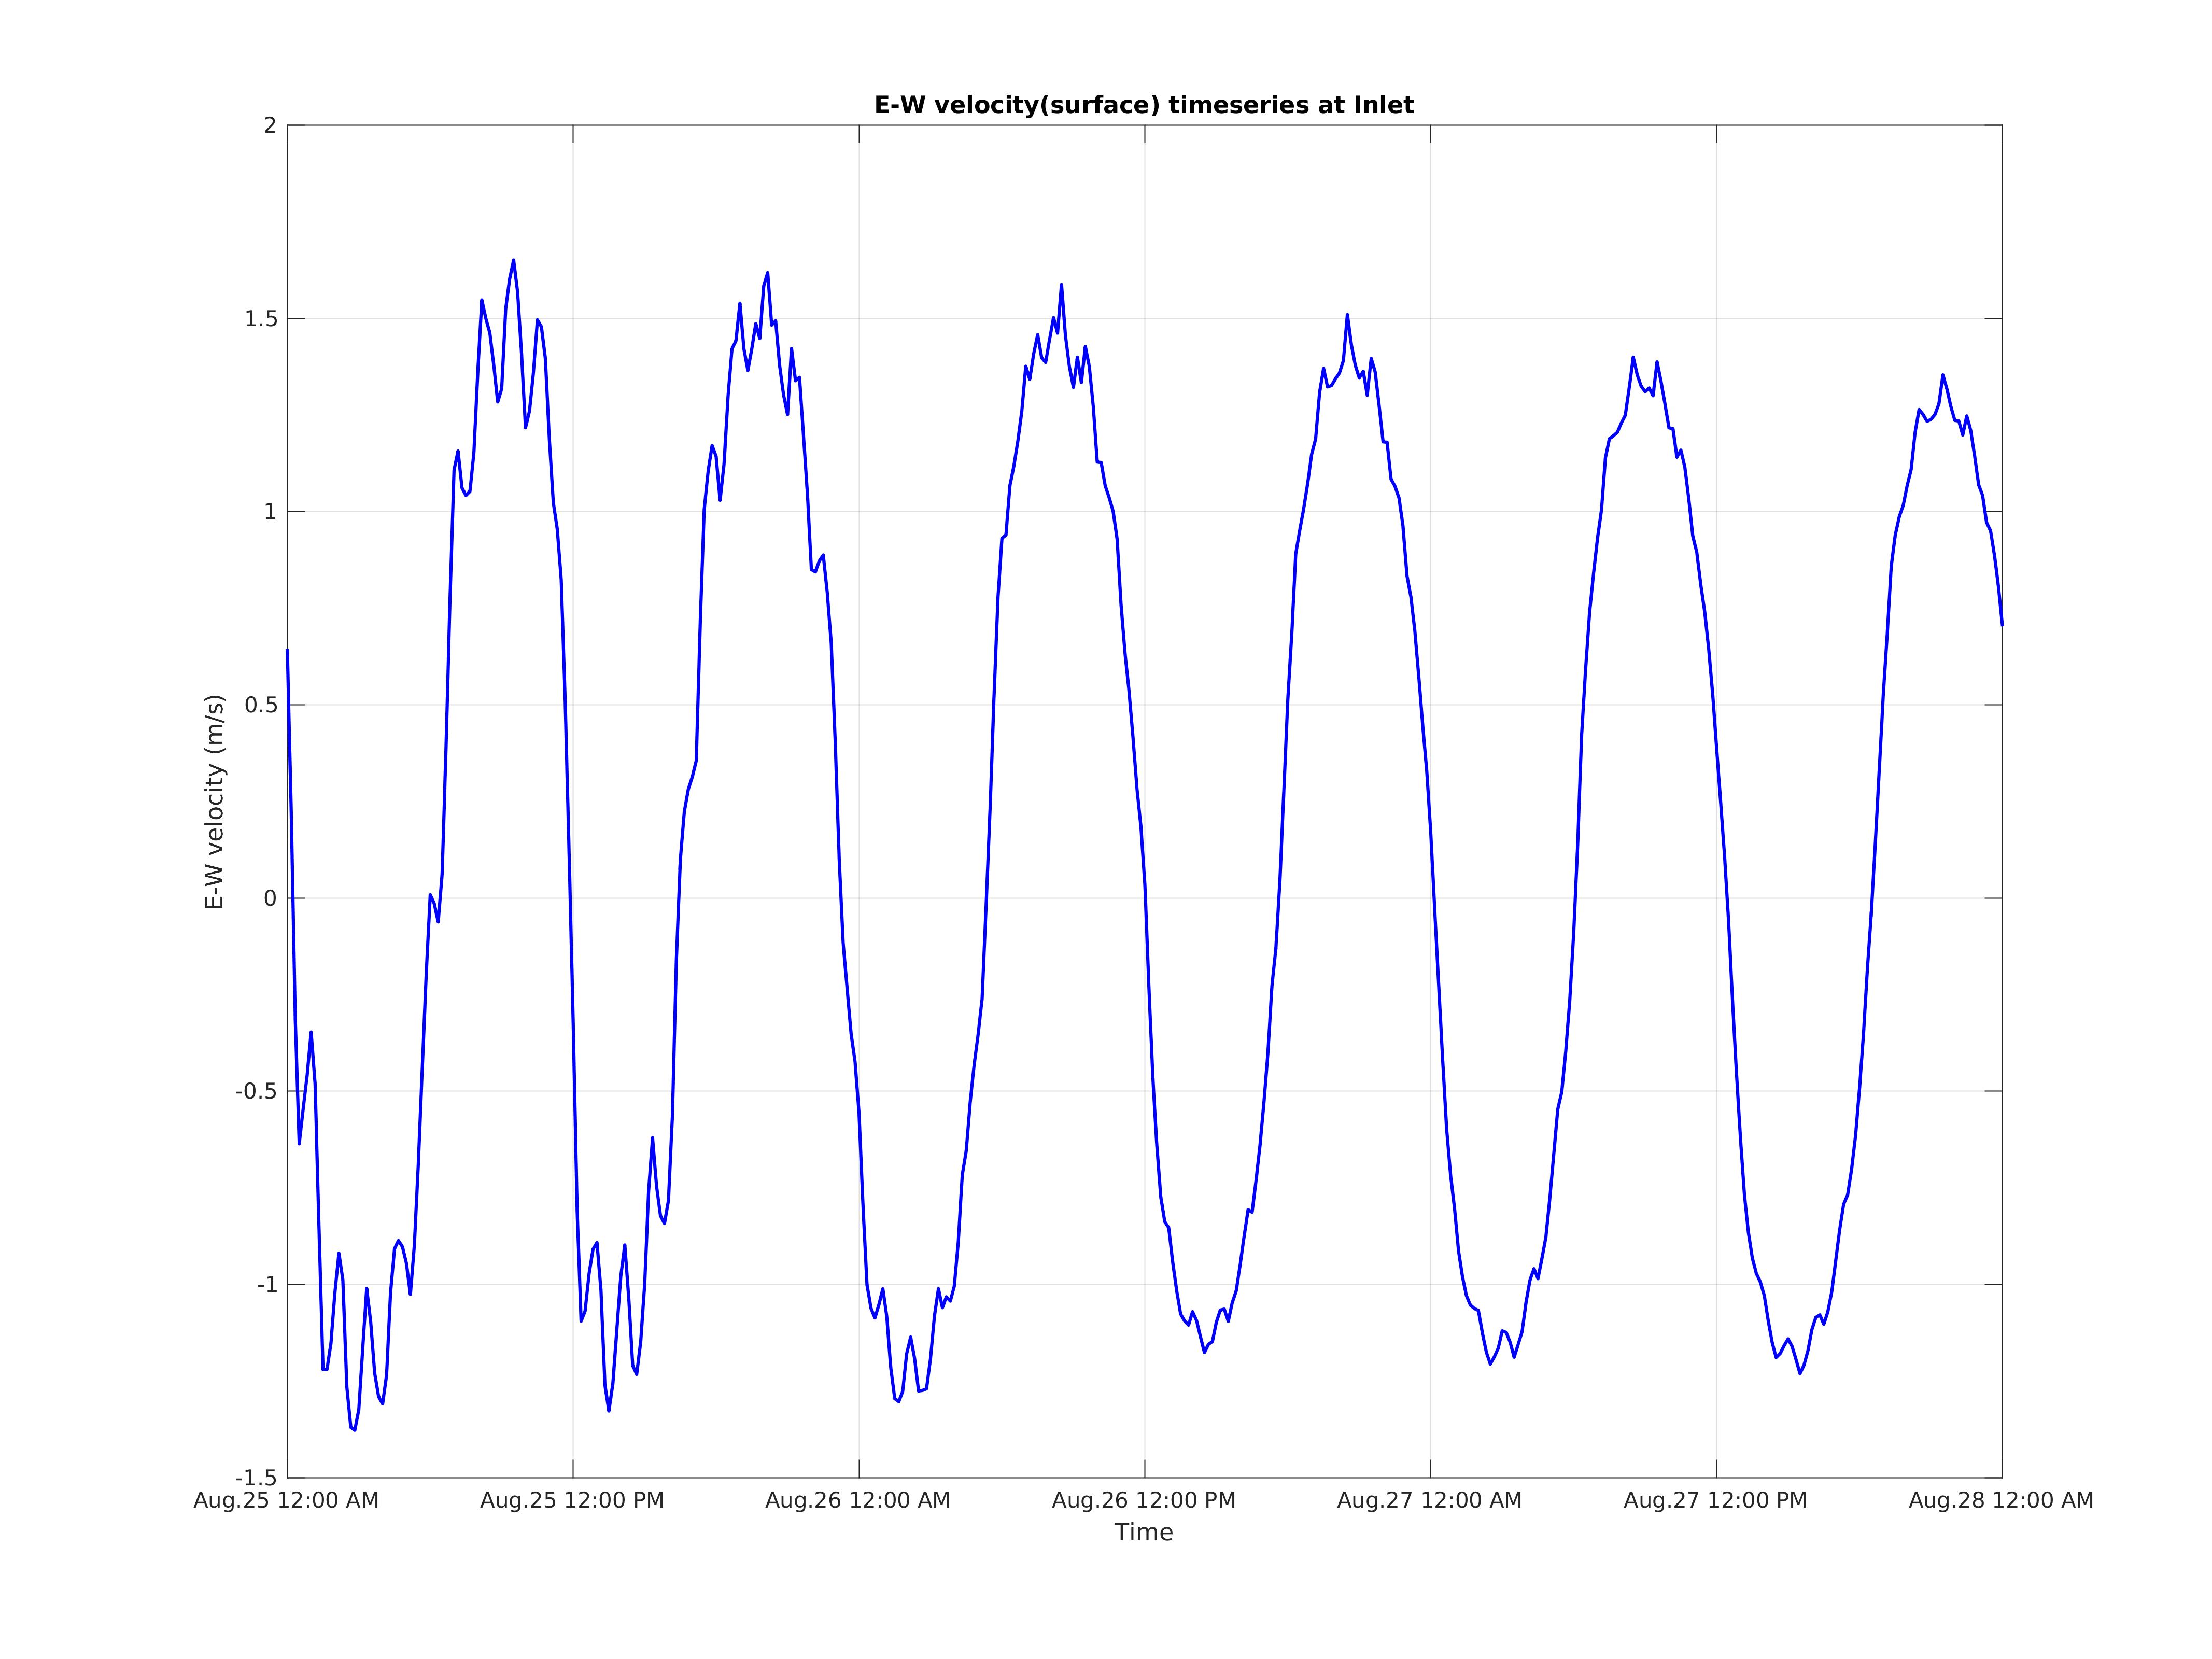 E-W velocity(surface) timeseries at Inlet
2
1.5
1
0.5
0
-0.5
-1
-1.5
E-W velocity (m/s)
Aug.25 12:00 AM Aug.25 12:00 PM Aug.26 12:00 AM Aug.26 12:00 PM Aug.27 12:00 AM Aug.27 12:00 PM Aug.28 12:00 AM
Time